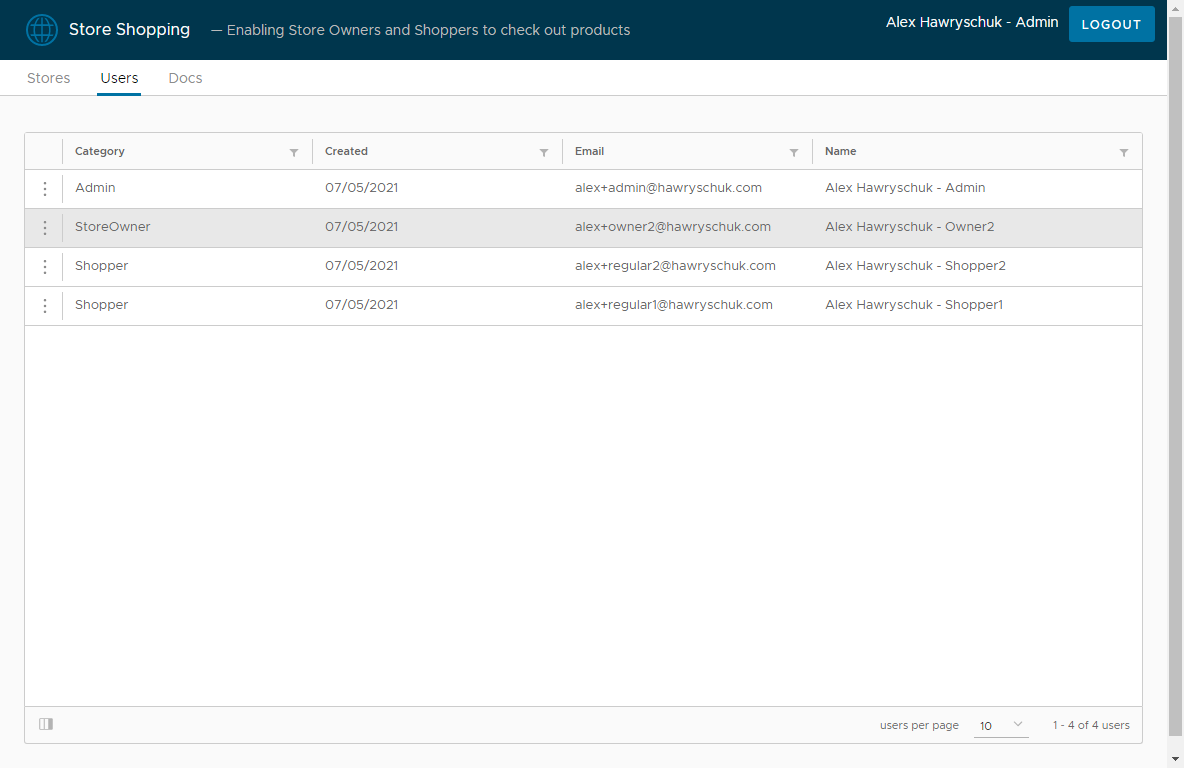 Store Shopping — Enabling Store Owners and Shoppers to check out products Alex Hawryschuk - Admin LOGOUT
Stores Users Docs
Category Created Email Name
Admin 07/05/2021 alex+admin@hawryschuk.com Alex Hawryschuk - Admin
StoreOwner 07/05/2021 alex+owner2@hawryschuk.com Alex Hawryschuk - Owner2
Shopper 07/05/2021 alex+regular2@hawryschuk.com Alex Hawryschuk - Shopper2
Shopper 07/05/2021 alex+regular1@hawryschuk.com Alex Hawryschuk - Shopper1
users per page 10 1 - 4 of 4 users